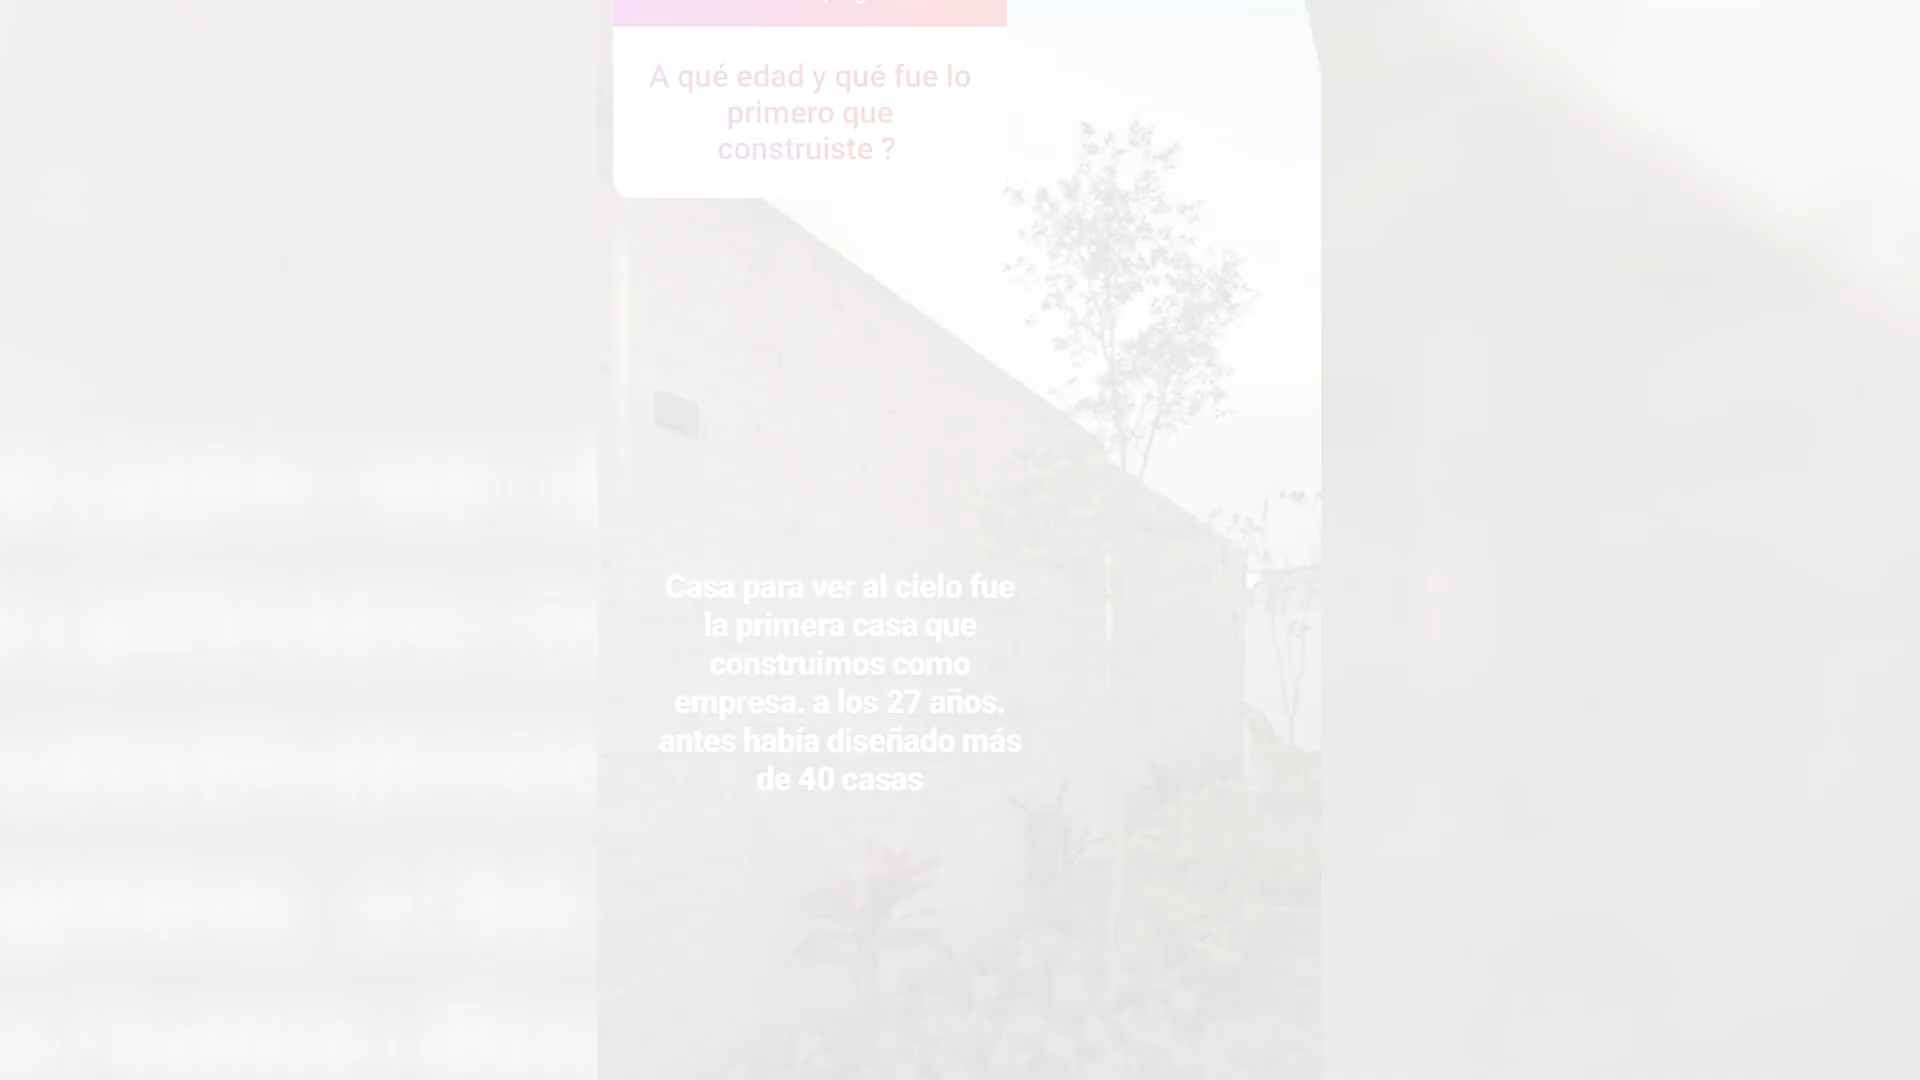 A qué edad y qué fue lo
primero que
construiste ?
Casa para ver al cielo fue
la primera casa que
construimos como
empresa. a los 27 años.
antes había diseñado más
de 40 casas